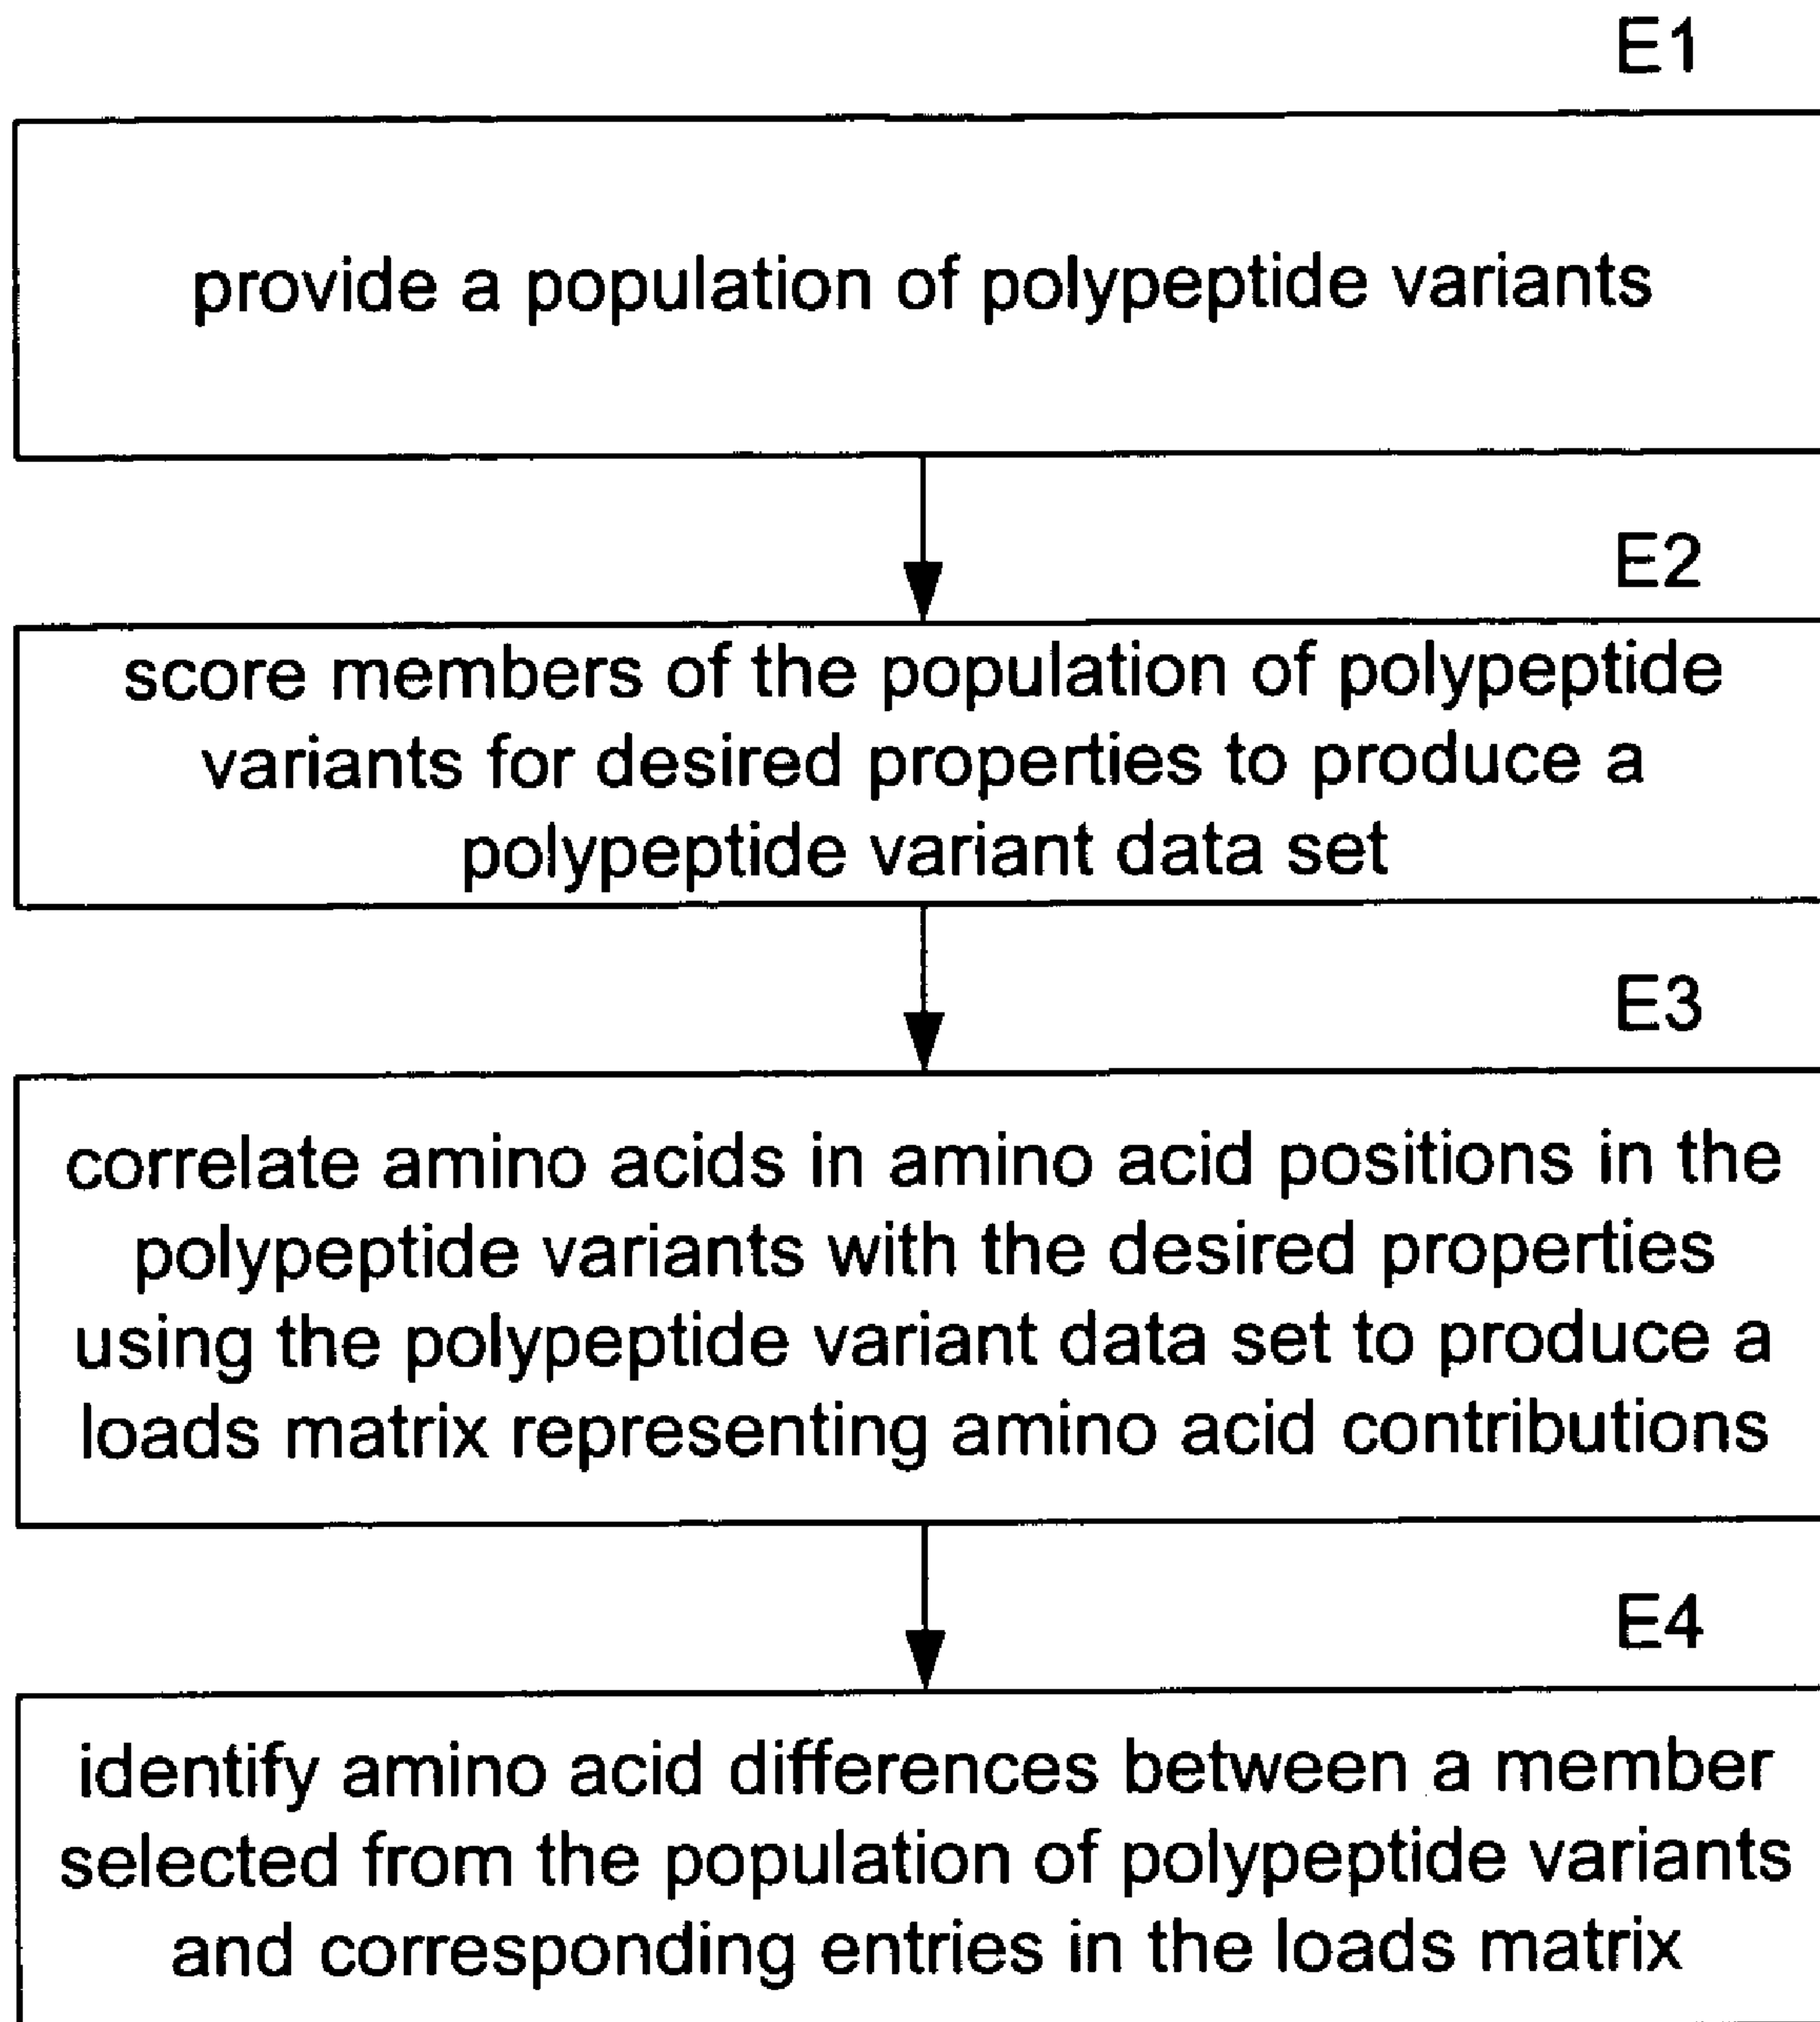 E1
provide a population of polypeptide variants
E2
score members of the population of polypeptide
variants for desired properties to produce a
polypeptide variant data set
E3
correlate amino acids in amino acid positions in the
polypeptide variants with the desired properties
using the polypeptide variant data set to produce a
loads matrix representing amino acid contributions
E4
identify amino acid differences between a member
selected from the population of polypeptide variants
and corresponding entries in the loads matrix